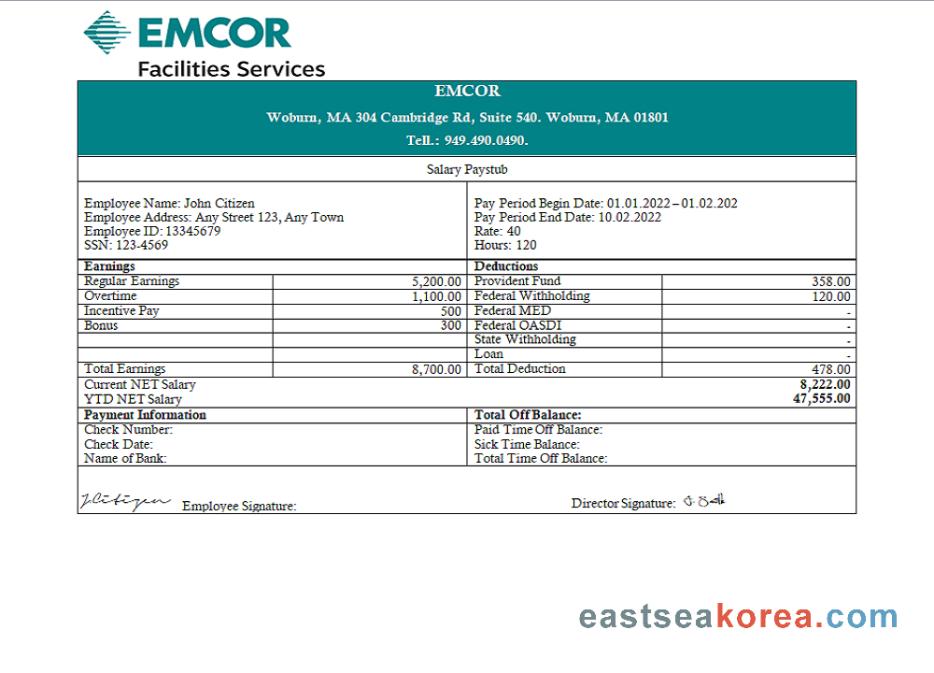 EMCOR
Facilities Services
EMCOR
Woburn, MA 304 Cambridge Rd, Suite 540. Woburn, MA 01801
Tell.: 949.490.0490.
Salary Paystub
Employee Name: John Citizen
Employee Address: Any Street 123, Any Town
Employee ID: 13345679
SSN: 123-4569
Pay Period Begin Date: 01.01.2022 – 01.02.202
Pay Period End Date: 10.02.2022
Rate: 40
Hours: 120
Earnings Deductions
Regular Earnings 5,200.00 Provident Fund 358.00
Overtime 1,100.00 Federal Withholding 120.00
Incentive Pay 500 Federal MED -
Bonus 300 Federal OASDI -
State Withholding -
Loan -
Total Earnings 8,700.00 Total Deduction 478.00
Current NET Salary 8,222.00
YTD NET Salary 47,555.00
Payment Information Total Off Balance:
Check Number: Paid Time Off Balance:
Check Date: Sick Time Balance:
Name of Bank: Total Time Off Balance:
JCitizen Employee Signature: Director Signature:
eastseakorea.com